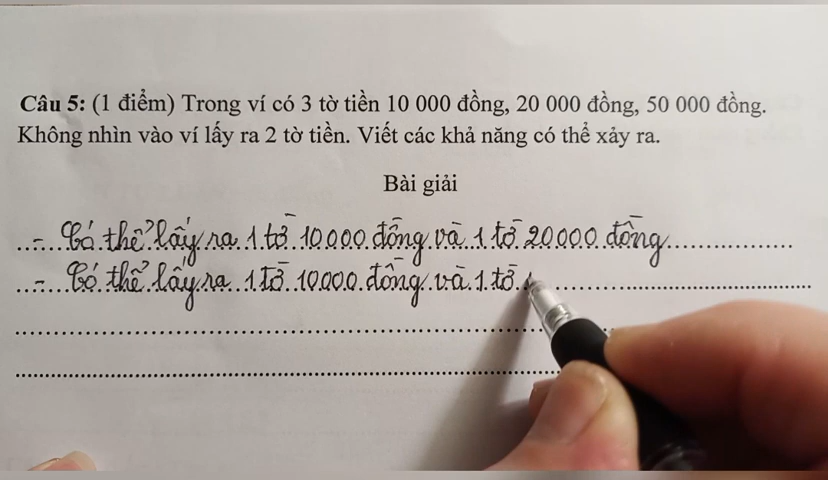 Câu 5: (1 điểm) Trong ví có 3 tờ tiền 10 000 đồng, 20 000 đồng, 50 000 đồng.
Không nhìn vào ví lấy ra 2 tờ tiền. Viết các khả năng có thể xảy ra.
Bài giải
- Có thể lấy ra 1 tờ 10 000 đồng và 1 tờ 20 000 đồng
- Có thể lấy ra 1 tờ 10 000 đồng và 1 tờ